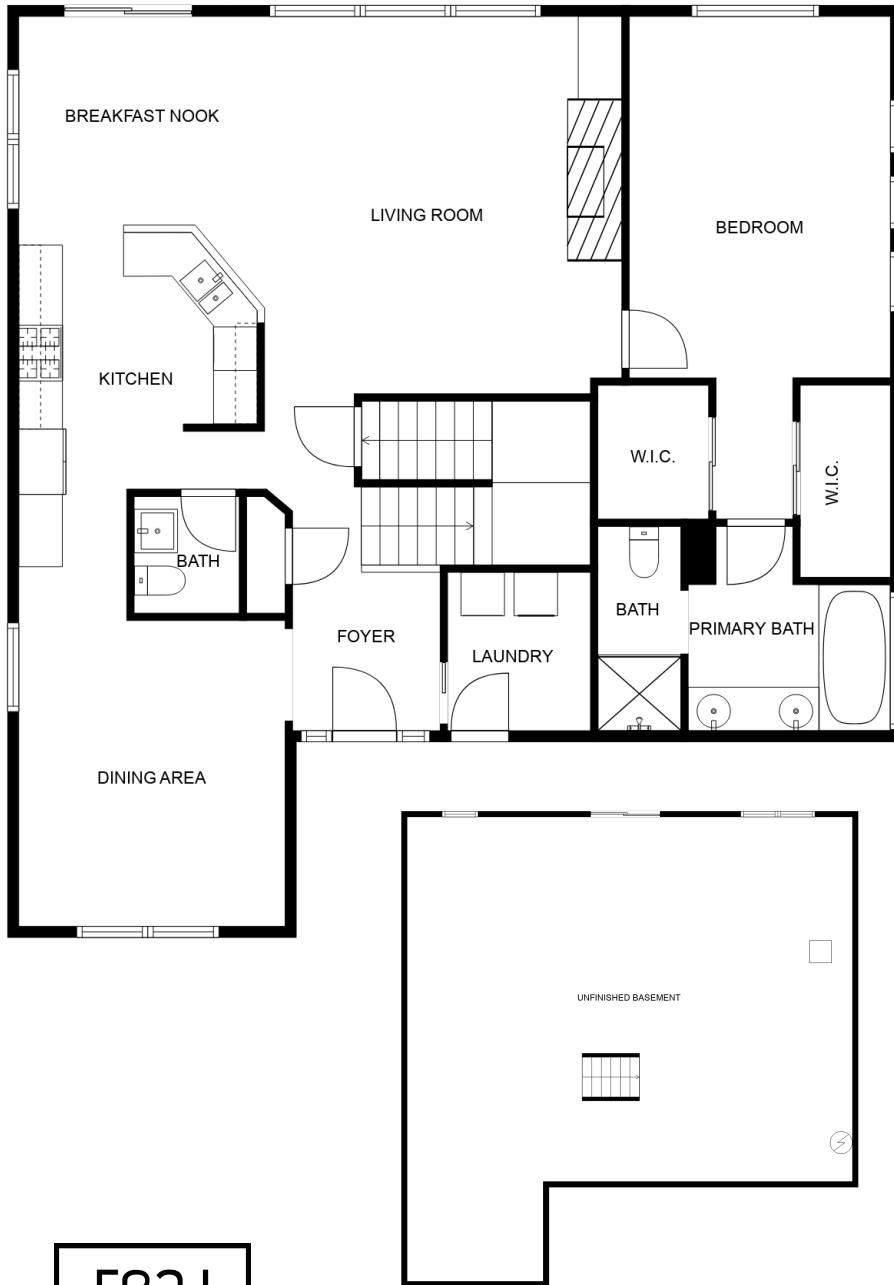 BREAKFAST NOOK
LIVING ROOM
BEDROOM
KITCHEN
W.I.C.
W.I.C.
BATH
BATH
PRIMARY BATH
FOYER
LAUNDRY
DINING AREA
UNFINISHED BASEMENT